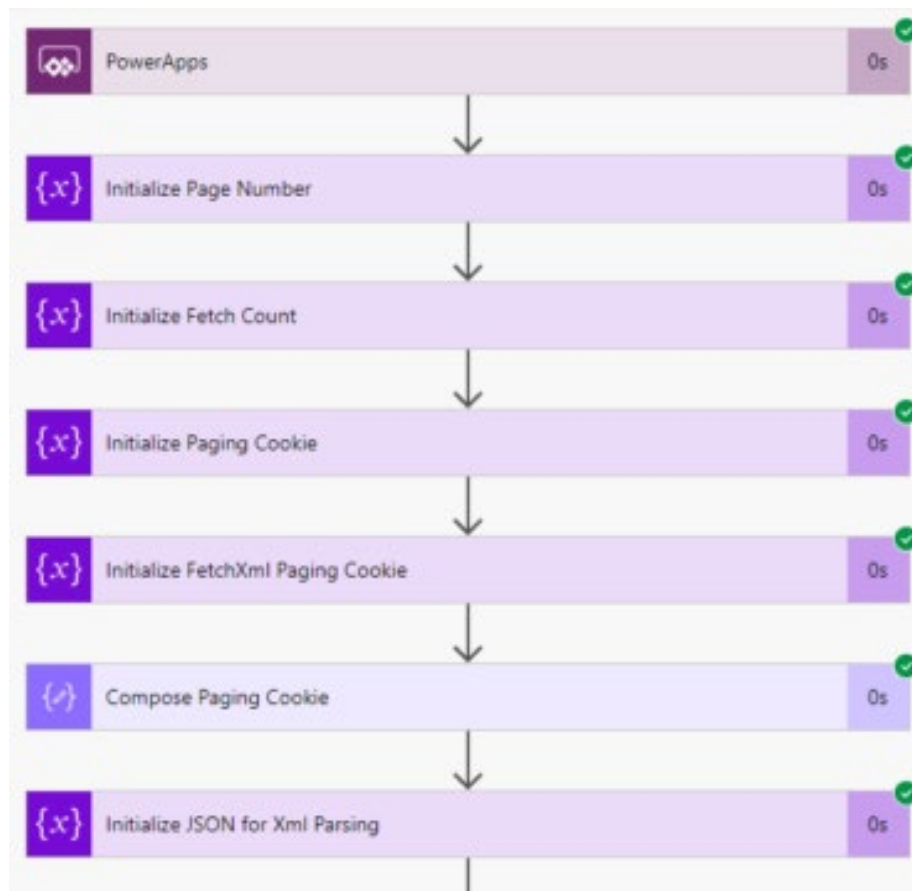 PowerApps 0s
{x} Initialize Page Number 0s
{x} Initialize Fetch Count 0s
{x} Initialize Paging Cookie 0s
{x} Initialize FetchXml Paging Cookie 0s
Compose Paging Cookie 0s
{x} Initialize JSON for Xml Parsing 0s